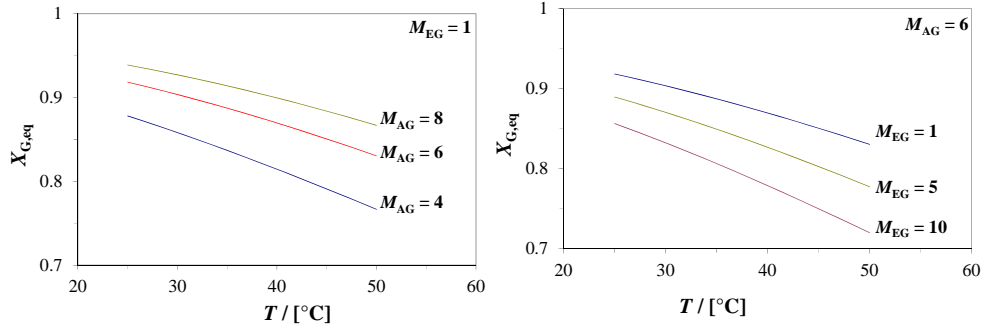 1
M_EG = 1
0.9
0.8
0.7
X_G,eq
M_AG = 8
M_AG = 6
M_AG = 4
20 30 40 50 60
T / [°C]
1
M_AG = 6
0.9
0.8
0.7
X_G,eq
M_EG = 1
M_EG = 5
M_EG = 10
20 30 40 50 60
T / [°C]